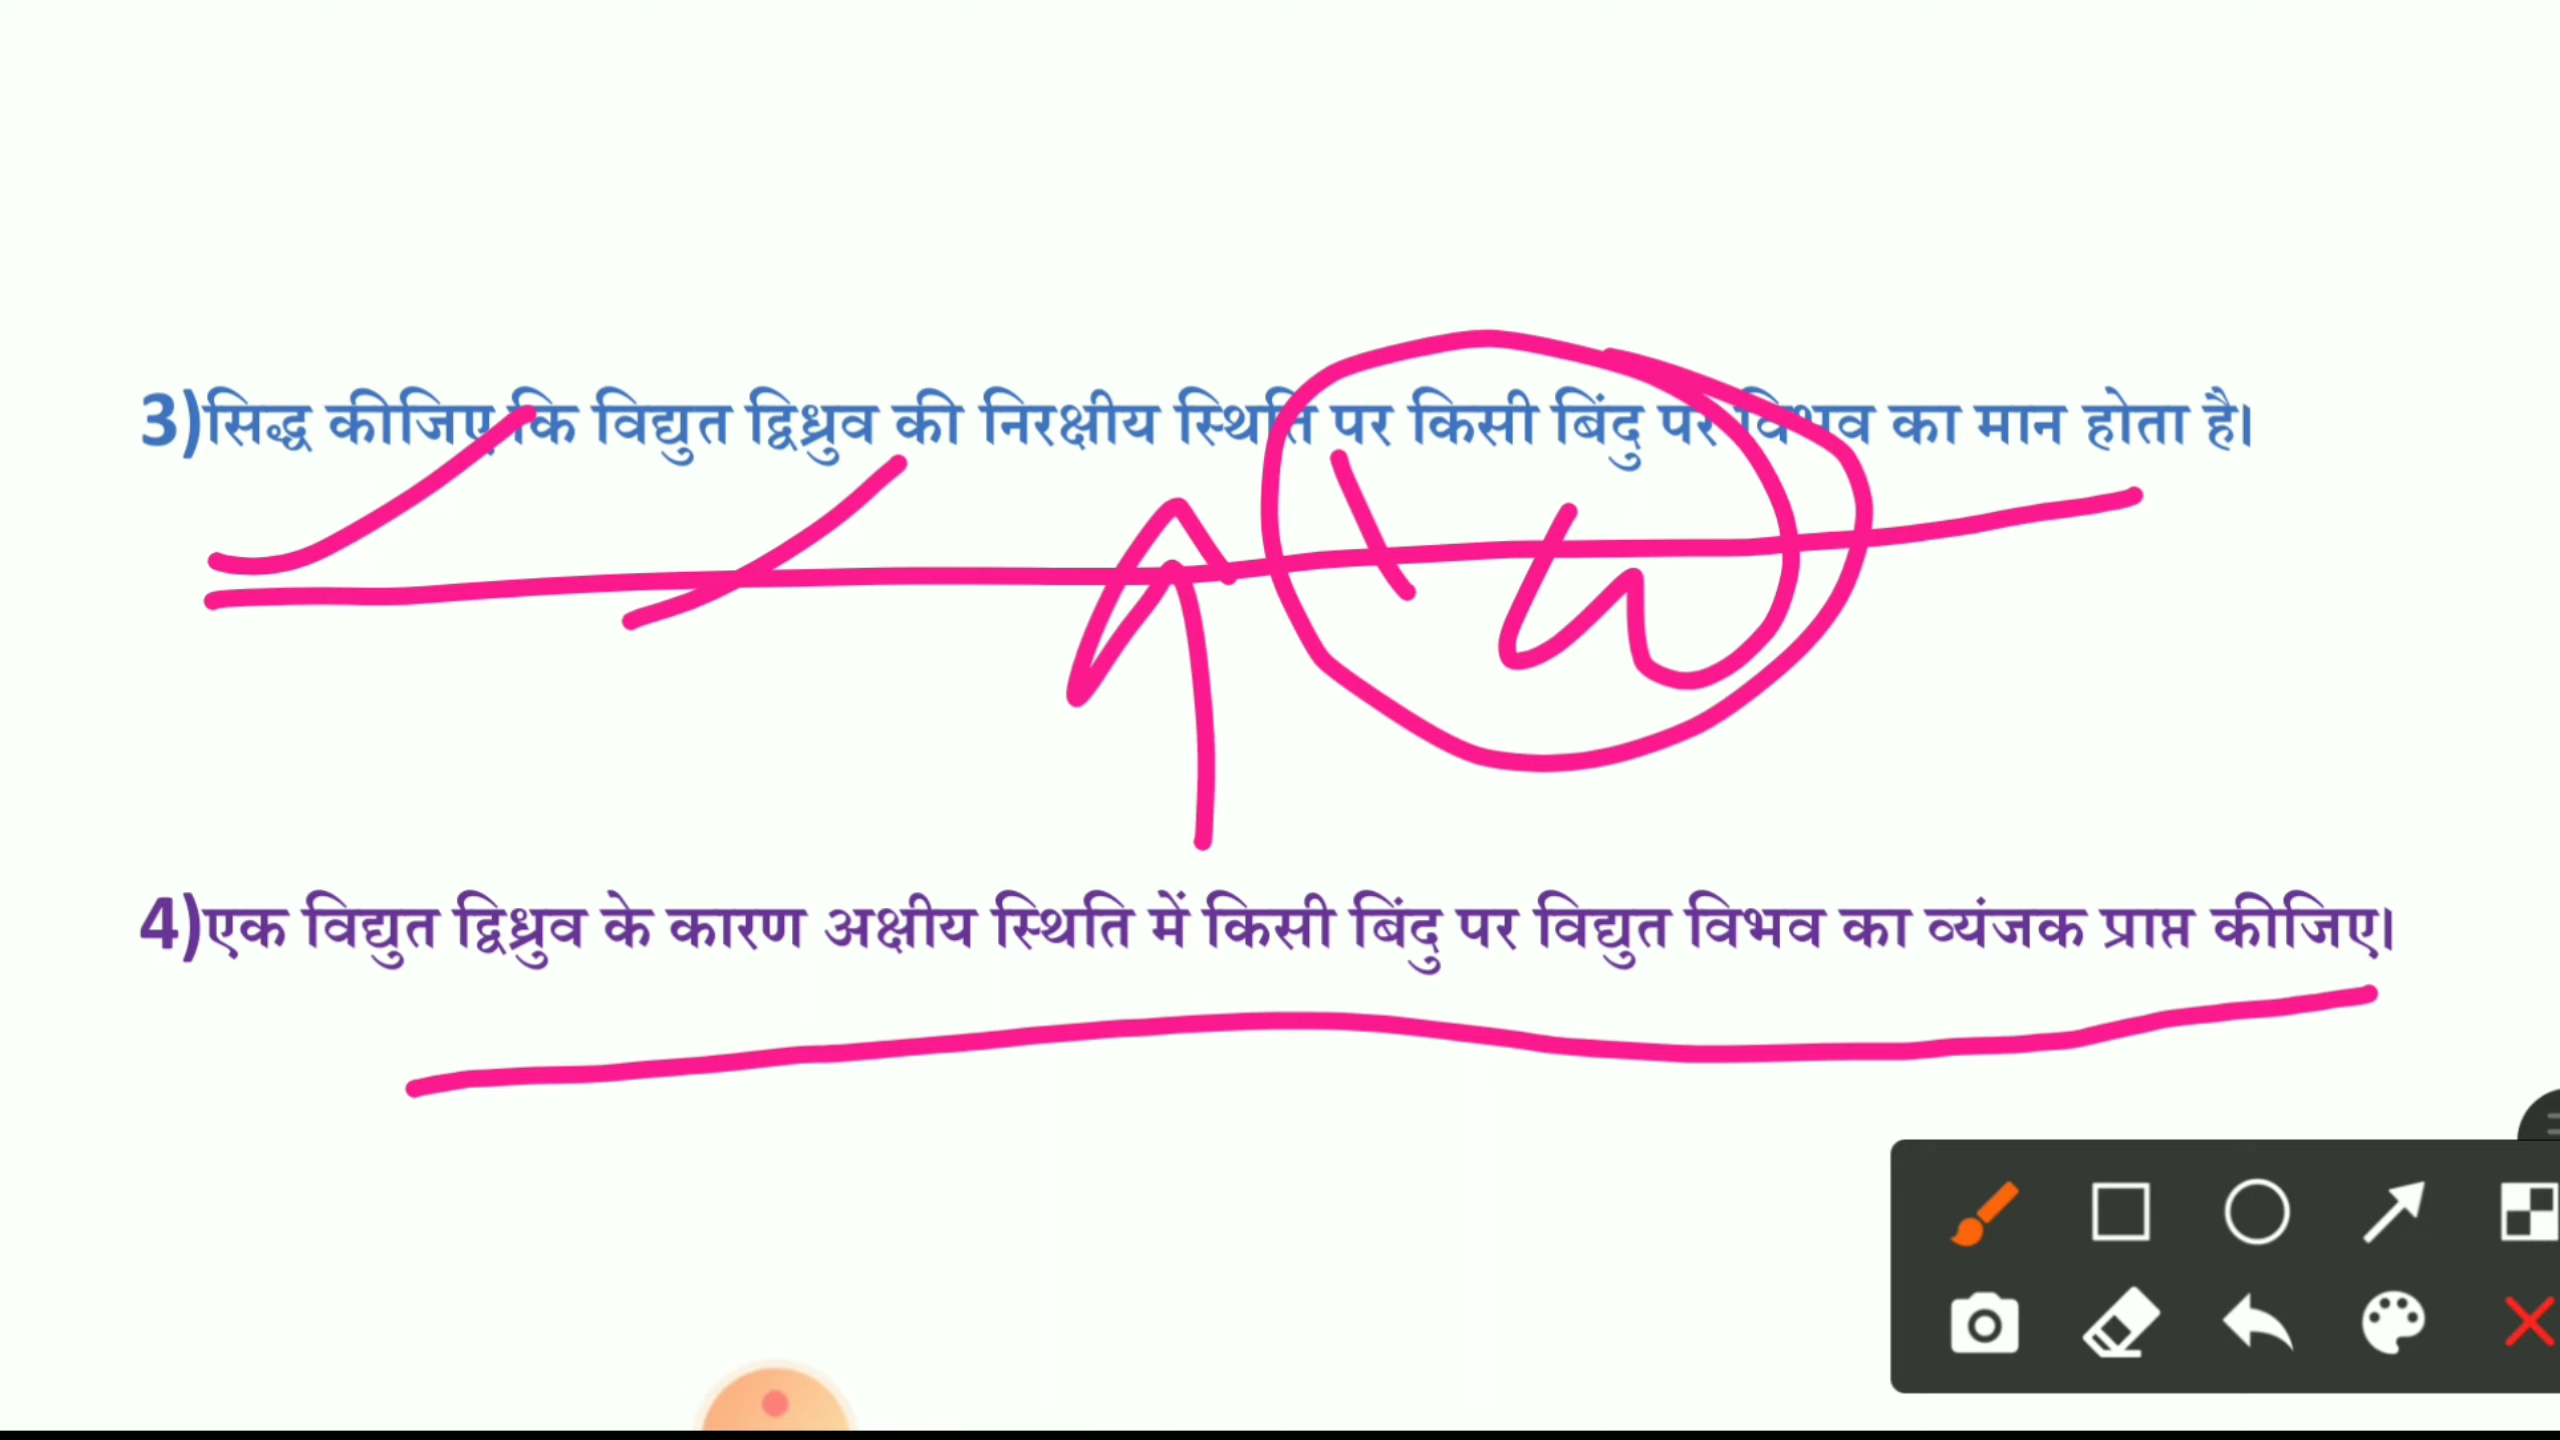 3)सिद्ध कीजिए कि विद्युत द्विध्रुव की निरक्षीय स्थिति पर किसी बिंदु पर विभव का मान होता है।
4)एक विद्युत द्विध्रुव के कारण अक्षीय स्थिति में किसी बिंदु पर विद्युत विभव का व्यंजक प्राप्त कीजिए।